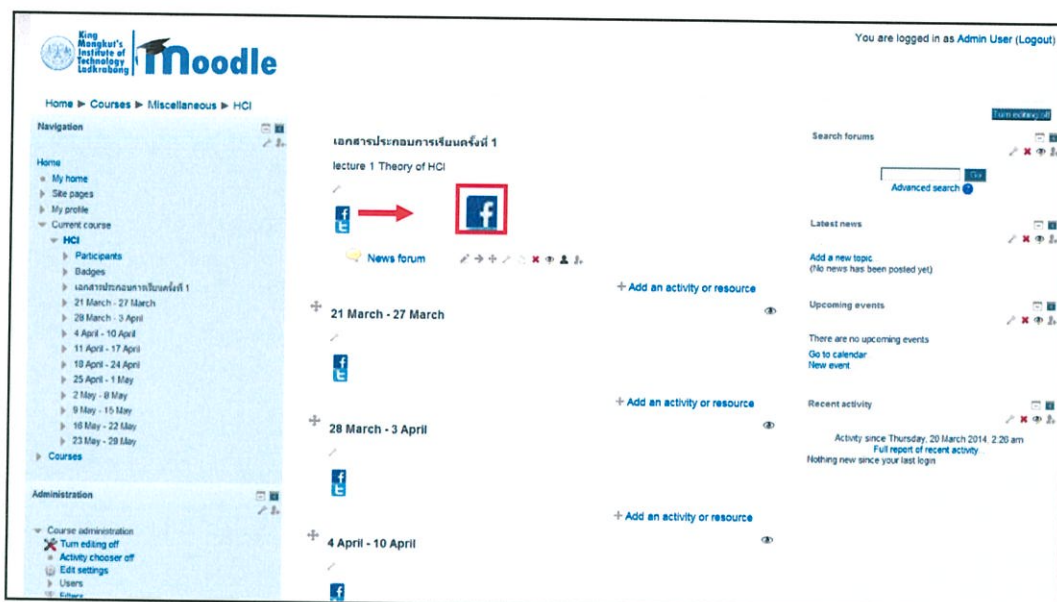 King
Mongkut's
Institute of
Technology
Ladkrabang
moodle
You are logged in as Admin User (Logout)
Home ► Courses ► Miscellaneous ► HCI
Turn editing off
Navigation
Home
My home
Site pages
My profile
Current course
HCI
Participants
Badges
เอกสารประกอบการเรียนครั้งที่ 1
21 March - 27 March
28 March - 3 April
4 April - 10 April
11 April - 17 April
18 April - 24 April
25 April - 1 May
2 May - 8 May
9 May - 15 May
16 May - 22 May
23 May - 29 May
Courses
Administration
Course administration
Turn editing off
Activity chooser off
Edit settings
Users
Filters
เอกสารประกอบการเรียนครั้งที่ 1
lecture 1 Theory of HCI
News forum
+ Add an activity or resource
21 March - 27 March
+ Add an activity or resource
28 March - 3 April
+ Add an activity or resource
4 April - 10 April
Search forums
Go
Advanced search
Latest news
Add a new topic
(No news has been posted yet)
Upcoming events
There are no upcoming events
Go to calendar
New event
Recent activity
Activity since Thursday, 20 March 2014, 2:26 am
Full report of recent activity
Nothing new since your last login